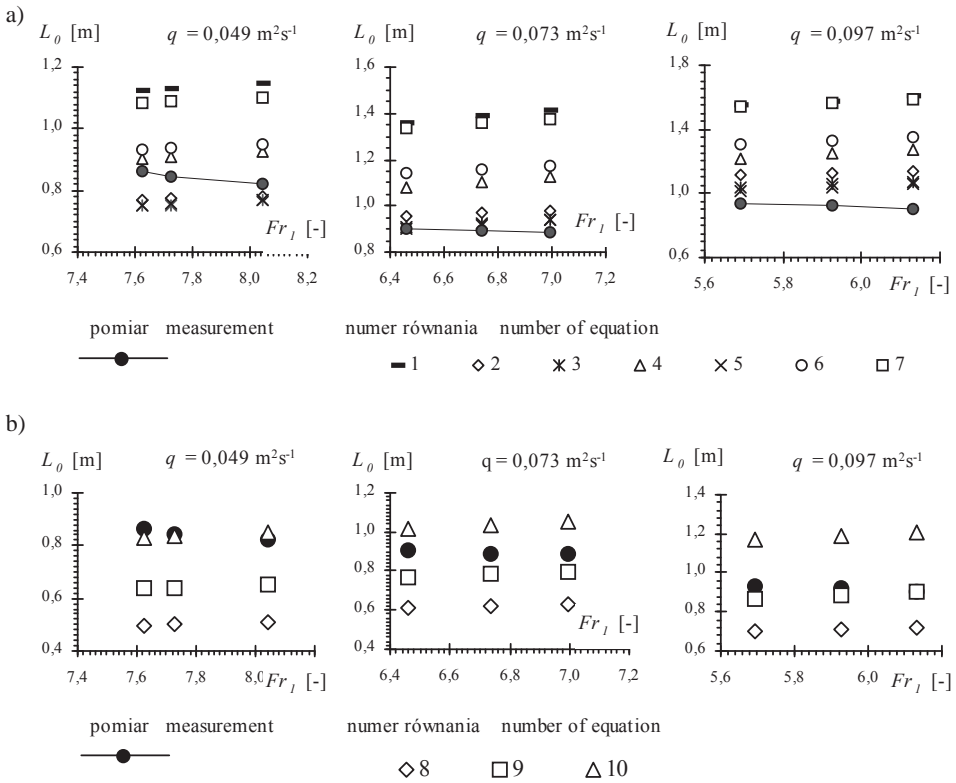 a)
L0 [m] q = 0,049 m2s-1
1,2
1,0
0,8
0,6
7,4 7,6 7,8 8,0 8,2
Fr1 [-]
L0 [m] q = 0,073 m2s-1
1,6
1,4
1,2
1,0
0,8
6,4 6,6 6,8 7,0 7,2
Fr1 [-]
L0 [m] q = 0,097 m2s-1
1,8
1,4
1,0
0,6
5,6 5,8 6,0
Fr1 [-]
pomiar measurement
numer równania number of equation
1 2 3 4 5 6 7
b)
L0 [m] q = 0,049 m2s-1
1,0
0,8
0,6
0,4
7,4 7,6 7,8 8,0 Fr1 [-]
L0 [m] q = 0,073 m2s-1
1,2
1,0
0,8
0,6
0,4
6,4 6,6 6,8 7,0 7,2
Fr1 [-]
L0 [m] q = 0,097 m2s-1
1,4
1,2
1,0
0,8
0,6
5,6 5,8 6,0 Fr1 [-]
pomiar measurement
numer równania number of equation
8 9 10